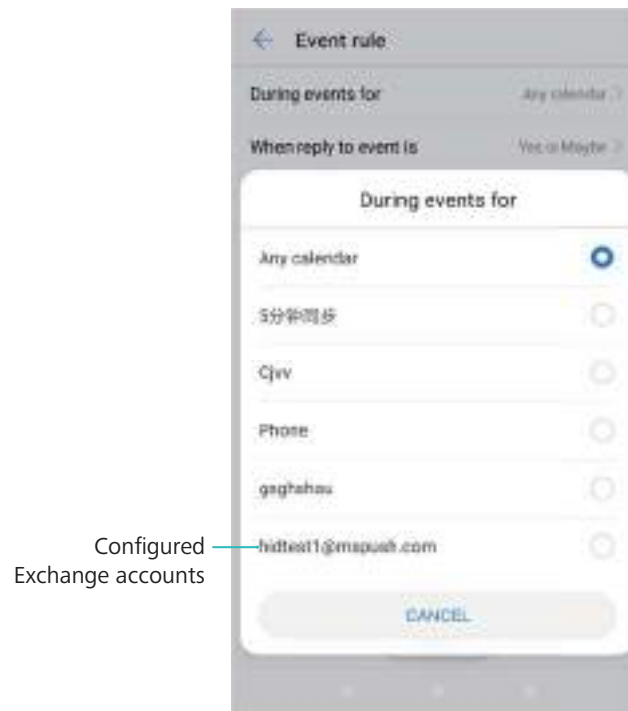 Event rule
During events for
Any calendar
When reply to event is
Yes or Maybe
During events for
Any calendar
5分钟同步
Cjvv
Phone
Configured
Exchange accounts
hidtest1@mspush.com
CANCEL